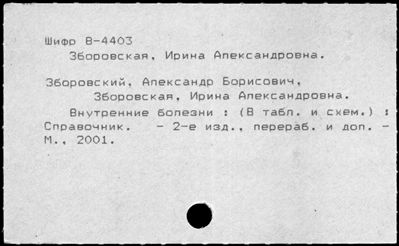 Шифр В-4403
Зборовская, Ирина Александровна.
Зборовский, Александр Борисович,
Зборовская, Ирина Александровна.
Внутренние болезни : (В табл. и схем.) :
Справочник. - 2-е изд., перераб. и доп. -
М., 2001.